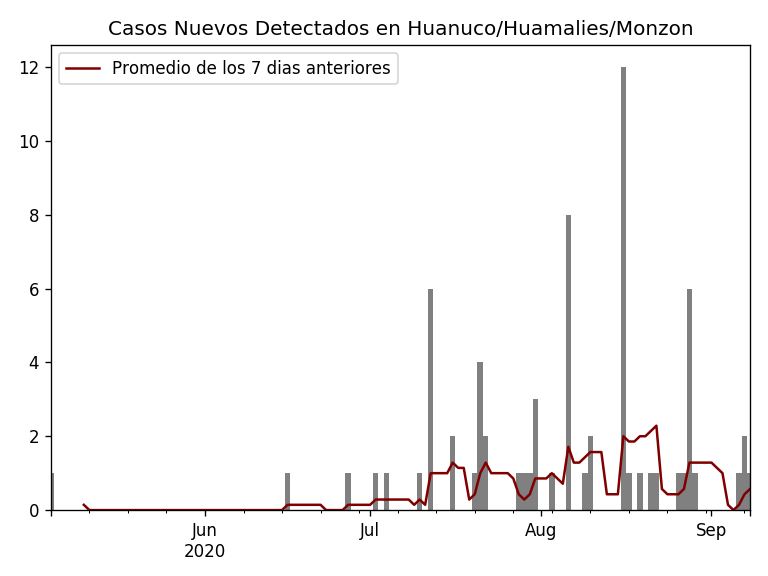 Casos Nuevos Detectados en Huanuco/Huamalies/Monzon
Promedio de los 7 dias anteriores
12
10
8
6
4
2
0
Jun
2020
Jul
Aug
Sep